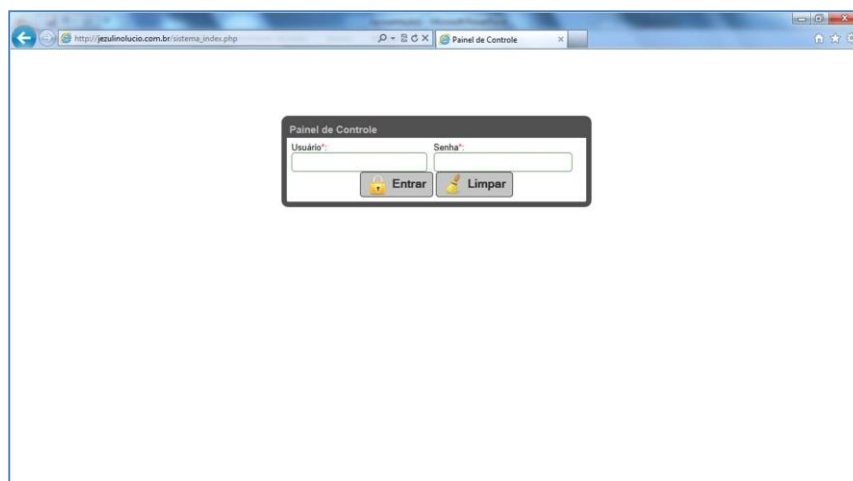 http://jezulinolucio.com.br/sistema_index.php
Painel de Controle
Painel de Controle
Usuário*: Senha*:
Entrar Limpar